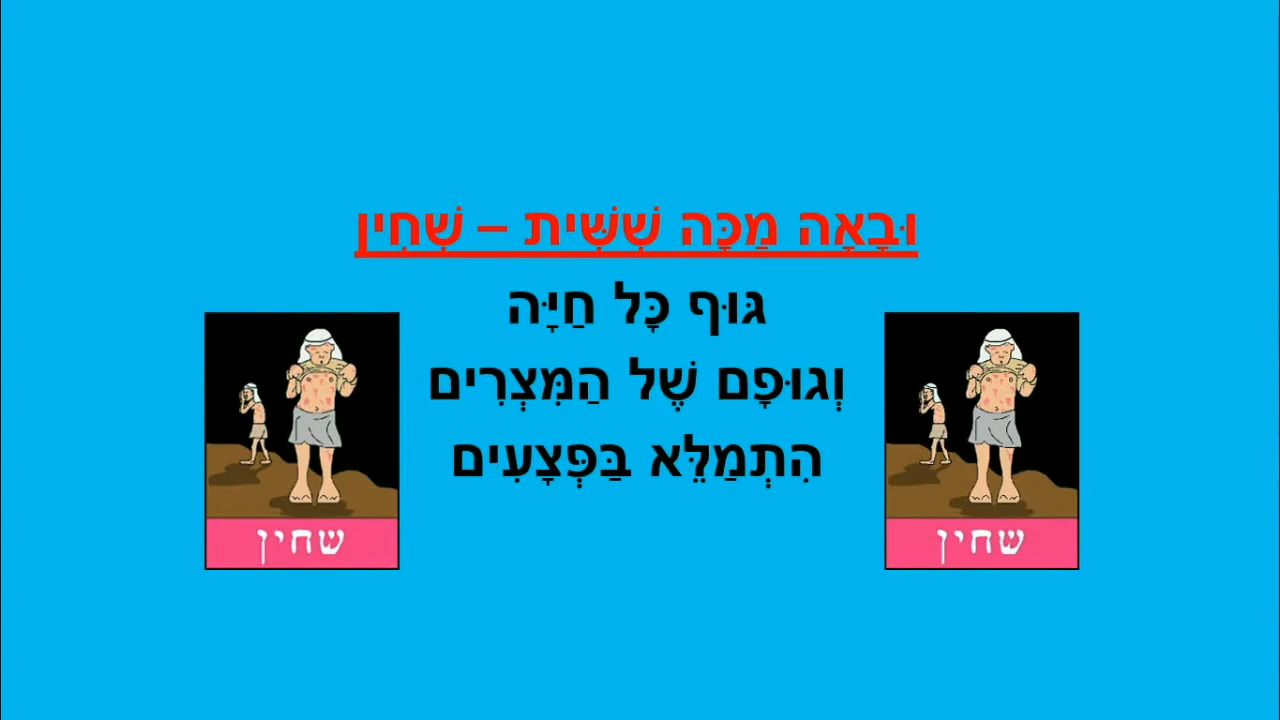 וּבָאָה מַכָּה שִׁשִּׁית – שְׁחִין
גּוּף כָּל חַיָּה
וְגוּפָם שֶׁל הַמִּצְרִים
הִתְמַלֵּא בַּפְּצָעִים
שחין
שחין